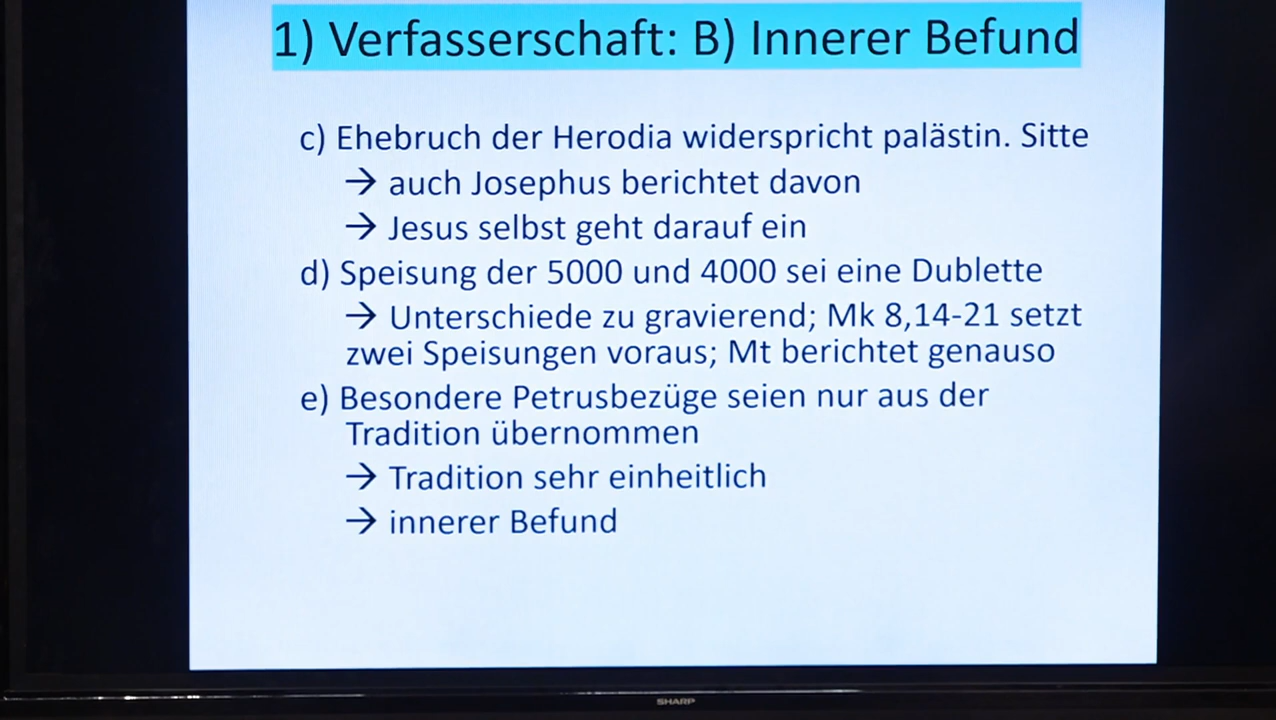 1) Verfasserschaft: B) Innerer Befund
c) Ehebruch der Herodia widerspricht palästin. Sitte
→ auch Josephus berichtet davon
→ Jesus selbst geht darauf ein
d) Speisung der 5000 und 4000 sei eine Dublette
→ Unterschiede zu gravierend; Mk 8,14-21 setzt
zwei Speisungen voraus; Mt berichtet genauso
e) Besondere Petrusbezüge seien nur aus der
Tradition übernommen
→ Tradition sehr einheitlich
→ innerer Befund
SHARP